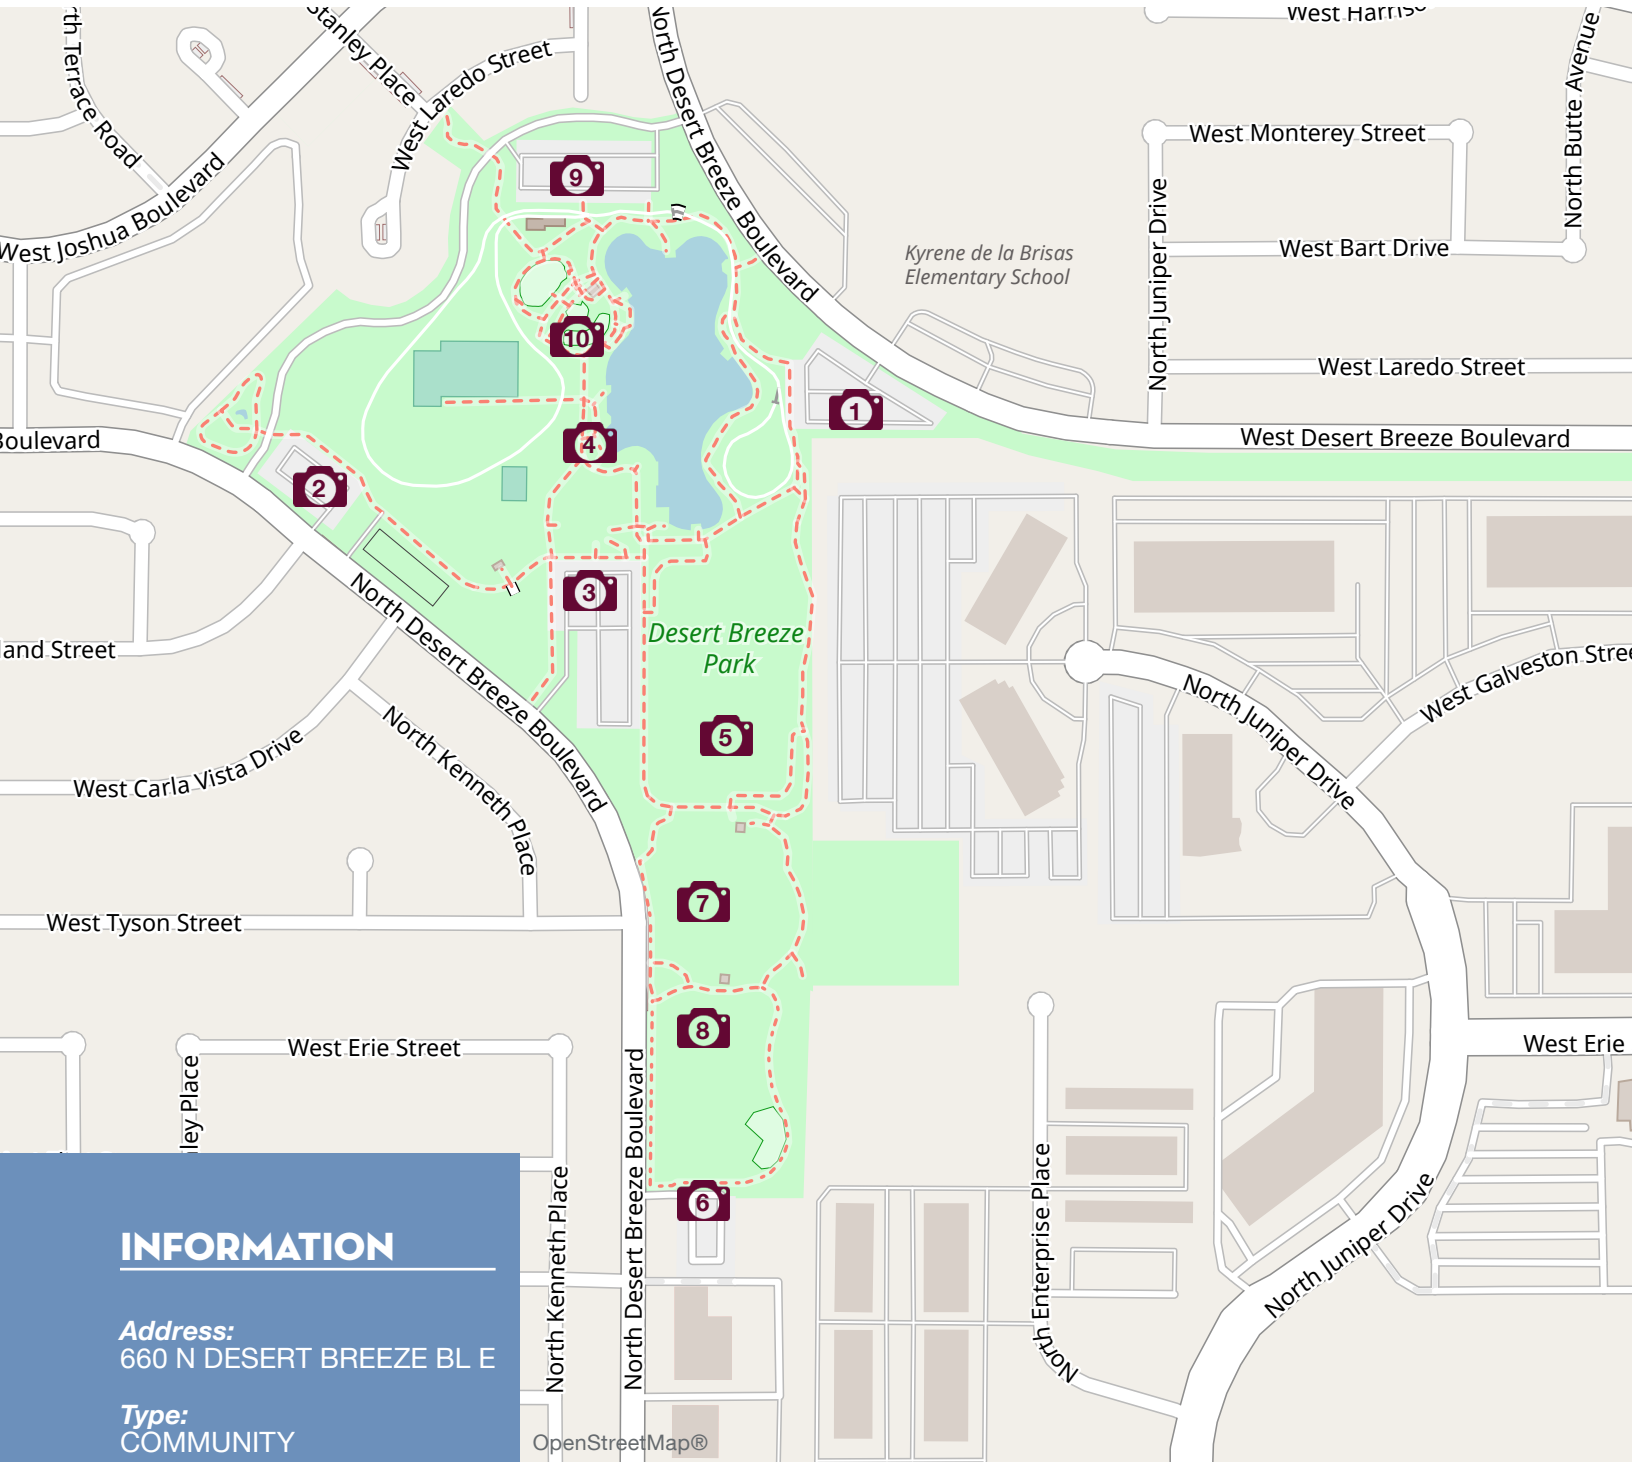 Stanley Place
West Laredo Street
North Desert Breeze Boulevard
West Harriso
North Butte Avenue
th Terrace Road
West Monterey Street
North Juniper Drive
West Bart Drive
West Joshua Boulevard
9
Kyrene de la Brisas
Elementary School
10
West Laredo Street
1
Boulevard
4
West Desert Breeze Boulevard
2
3
land Street
Desert Breeze
Park
North Desert Breeze Boulevard
5
North Juniper Drive
West Galveston Stree
West Carla Vista Drive
North Kenneth Place
7
West Tyson Street
8
West Erie Street
West Erie
ley Place
North Desert Breeze Boulevard
North Kenneth Place
6
North Enterprise Place
North Juniper Drive
INFORMATION
Address:
660 N DESERT BREEZE BL E
Type:
COMMUNITY
OpenStreetMap®